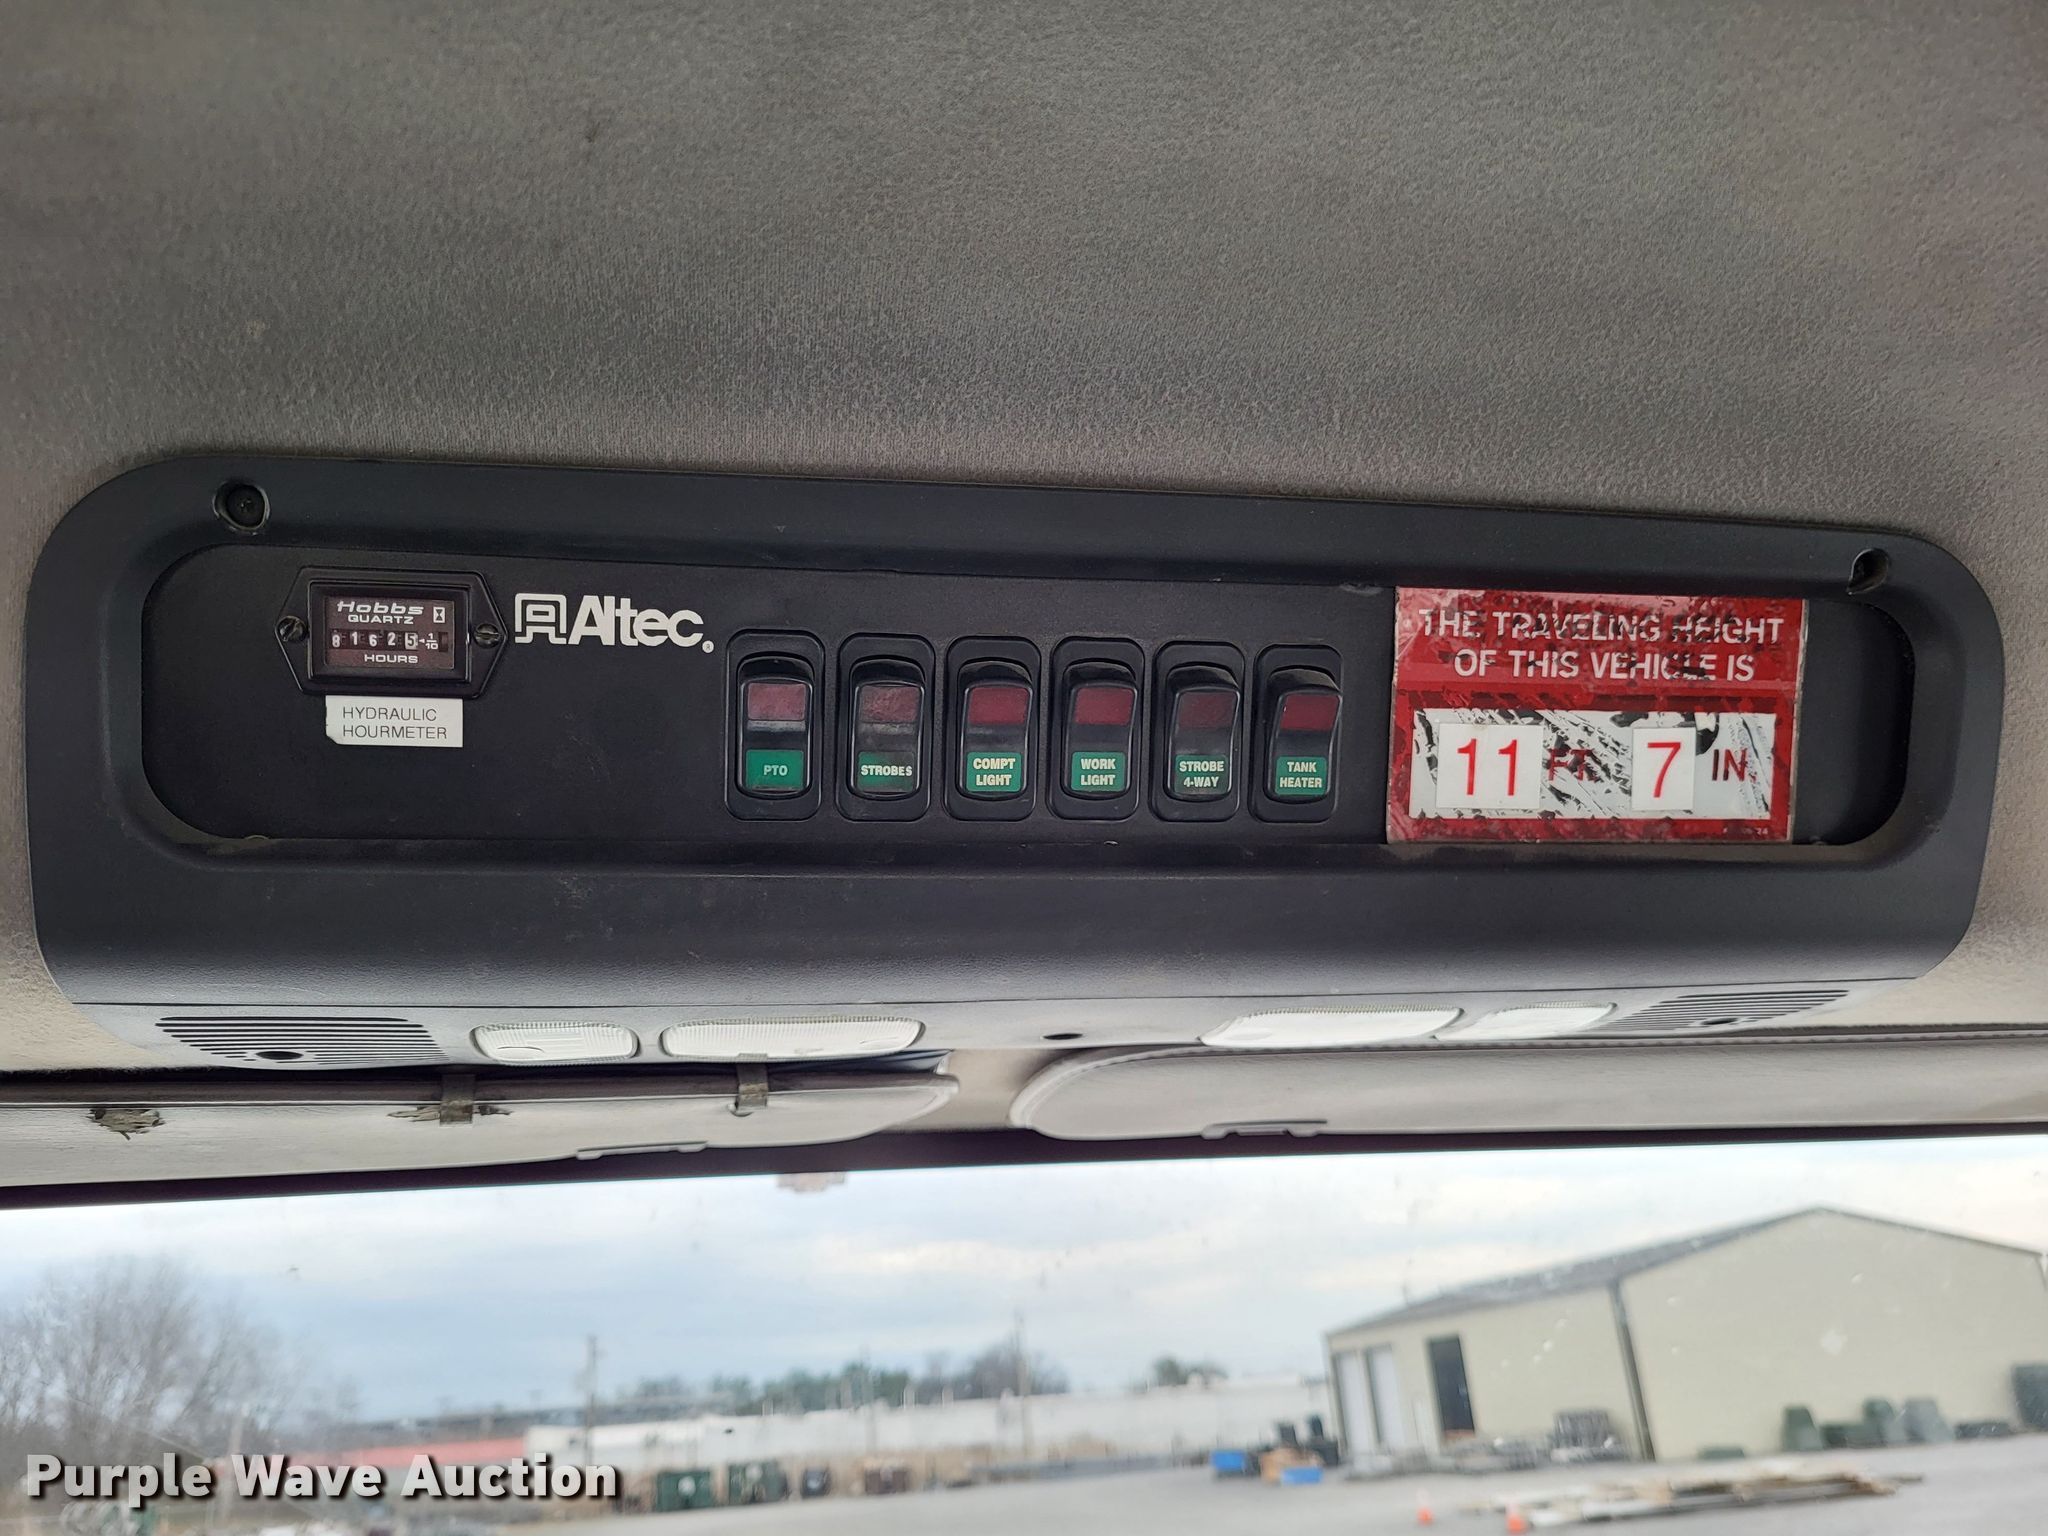 Hobbs
QUARTZ
8 1 6 2 5 1/10
HOURS
HYDRAULIC
HOURMETER
Altec®
PTO
STROBES
COMPT
LIGHT
WORK
LIGHT
STROBE
4-WAY
TANK
HEATER
THE TRAVELING HEIGHT
OF THIS VEHICLE IS
11 FT. 7 IN.
Purple Wave Auction